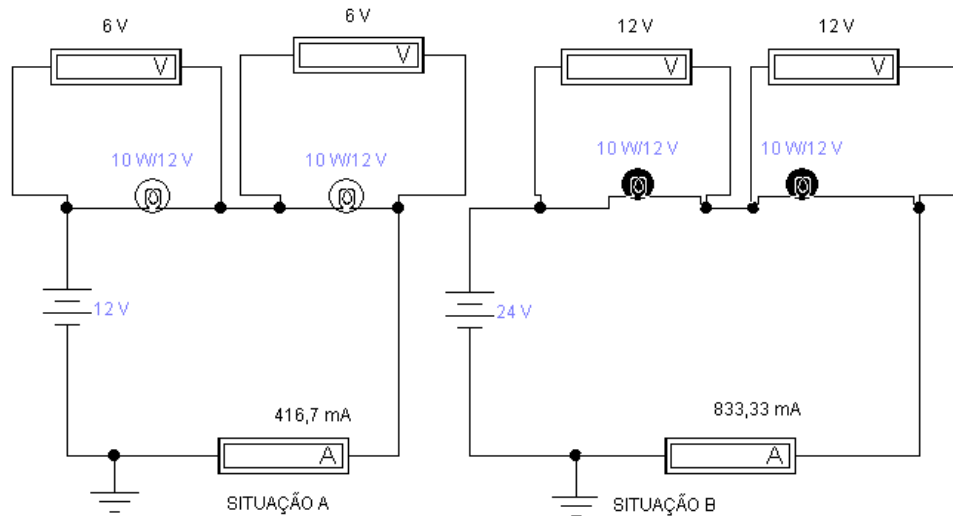 6 V
6 V
12 V
12 V
V
V
V
V
10 W/12 V
10 W/12 V
10 W/12 V
10 W/12 V
12 V
24 V
416,7 mA
833,33 mA
A
A
SITUAÇÃO A
SITUAÇÃO B